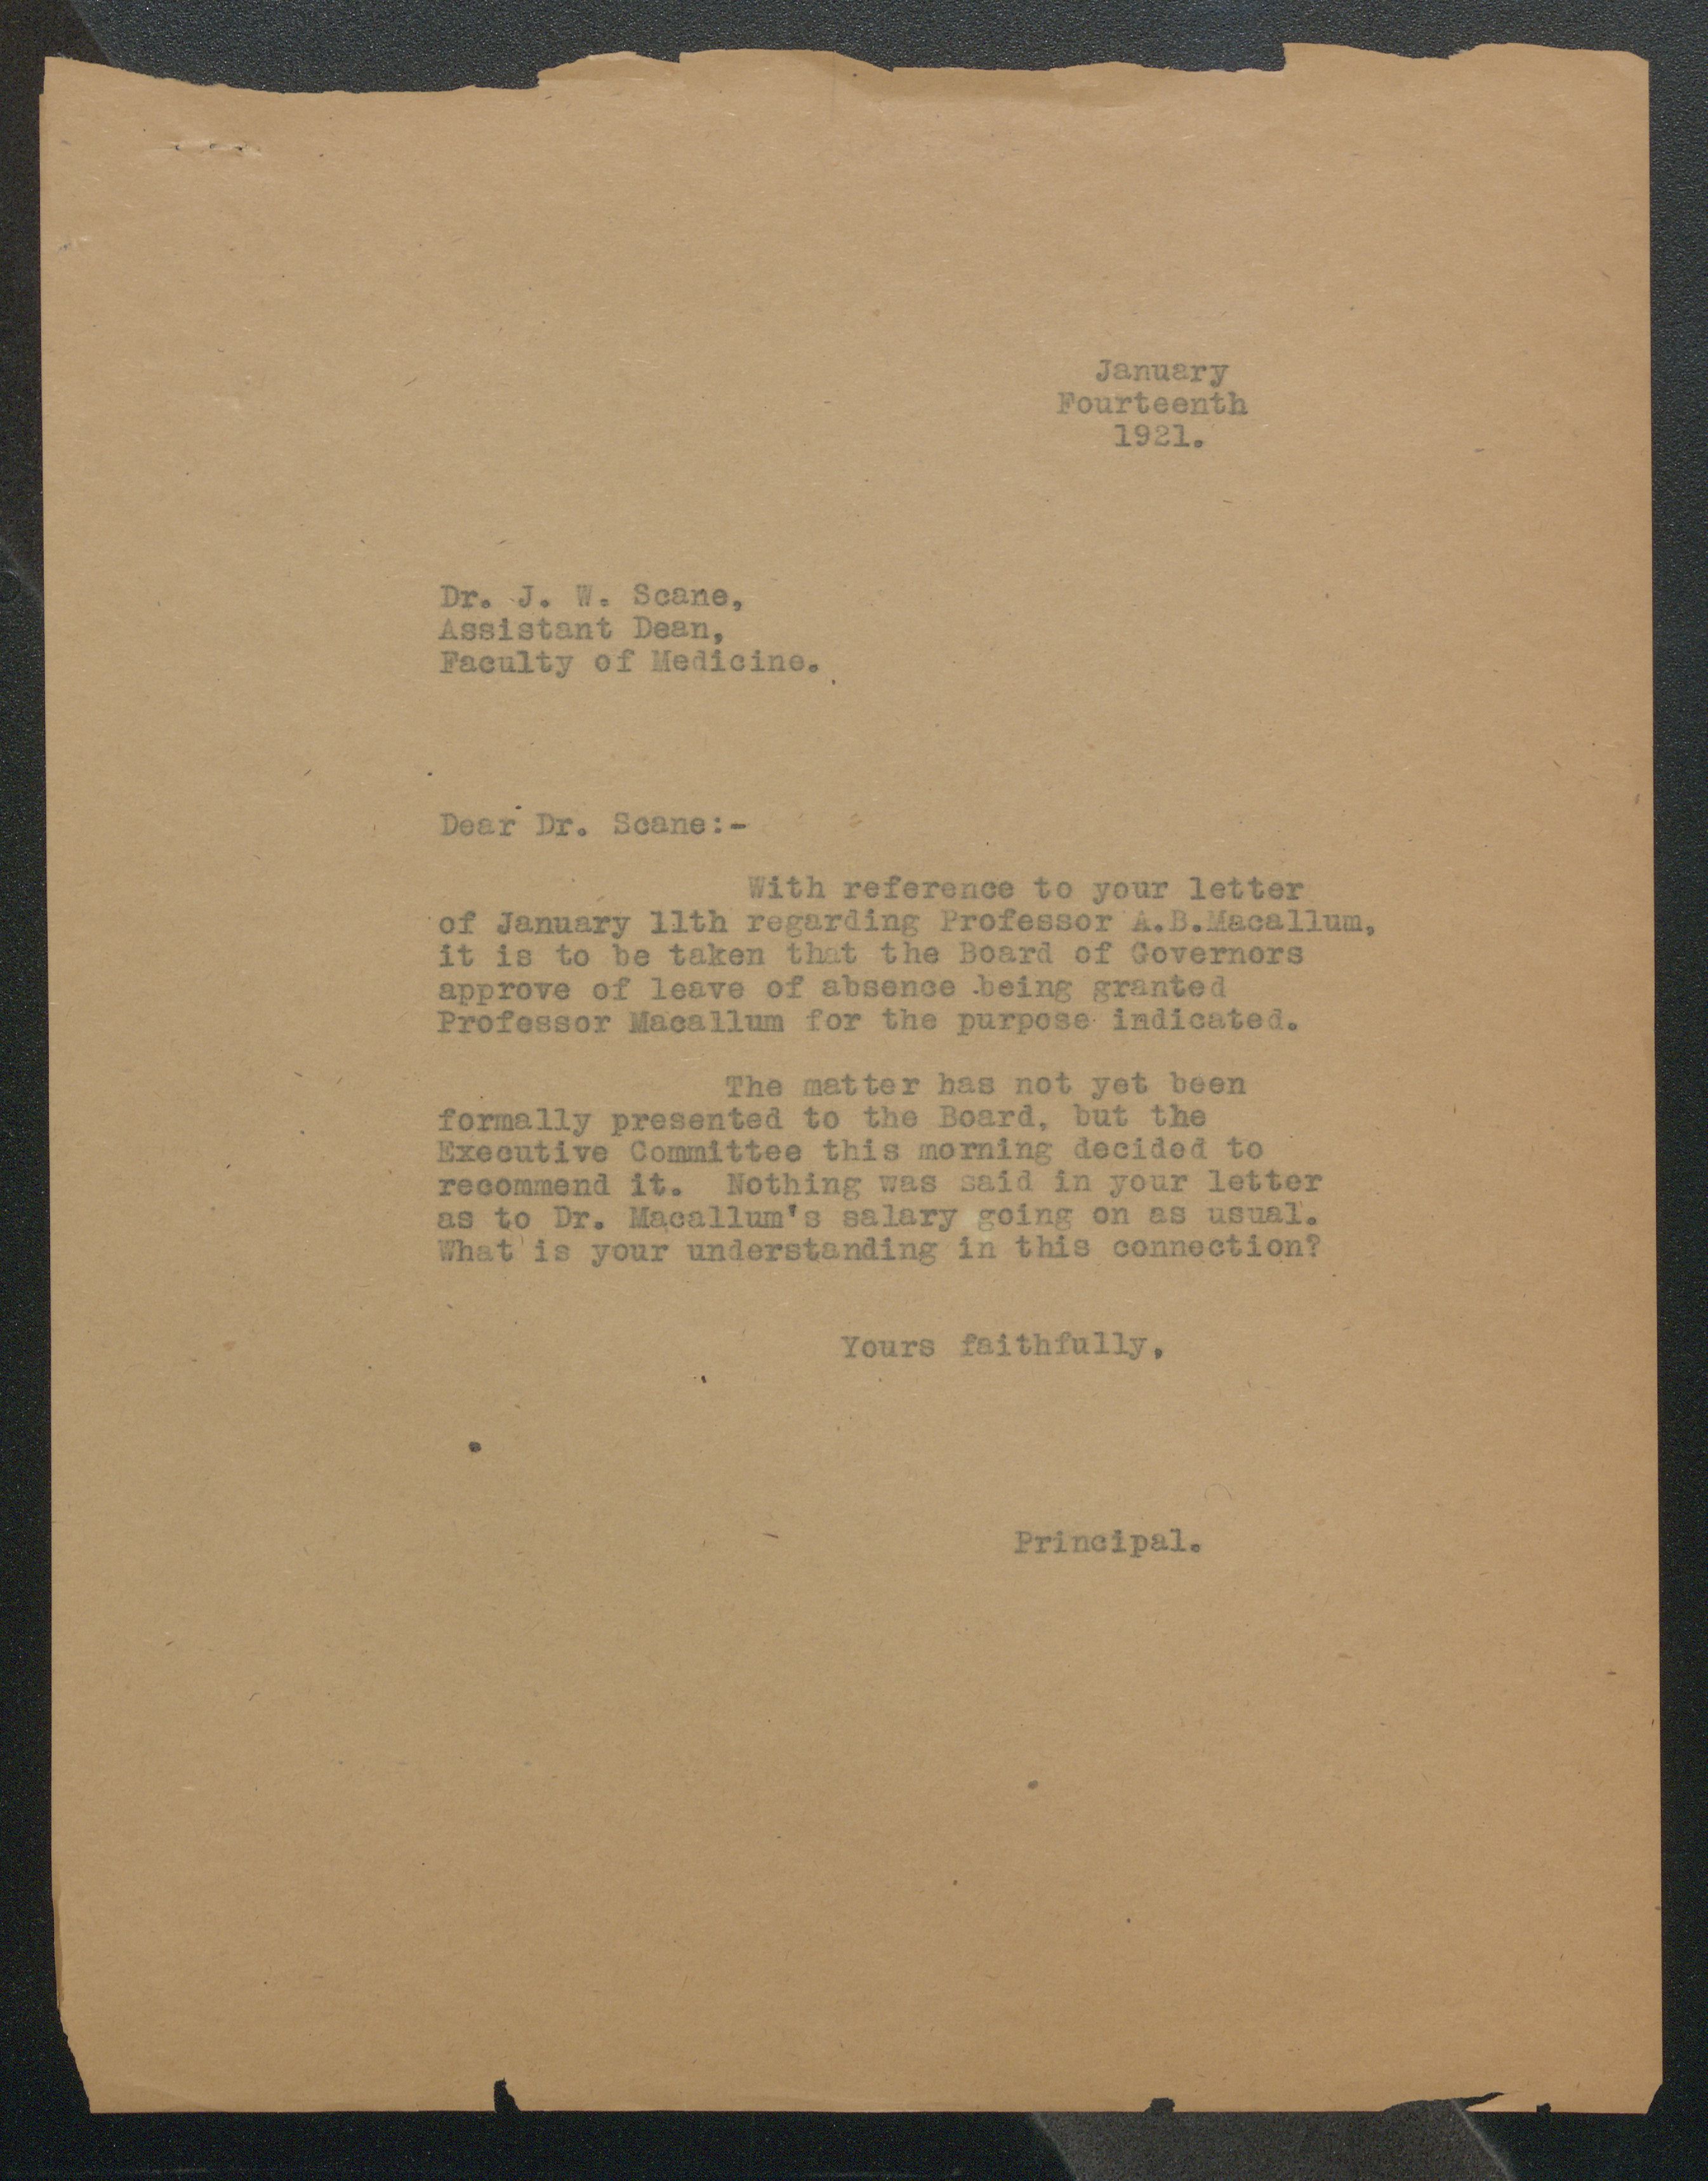 January
Fourteenth
1921.
Dr. J. W. Scane,
Assistant Dean,
Faculty of Medicine.
Dear Dr. Scane:-
With reference to your letter
of January 11th regarding Professor A.B.Macallum,
it is to be taken that the Board of Governors
approve of leave of absence being granted
Professor Macallum for the purpose indicated.
The matter has not yet been
formally presented to the Board, but the
Executive Committee this morning decided to
recommend it. Nothing was said in your letter
as to Dr. Macallum's salary going on as usual.
What is your understanding in this connection?
Yours faithfully,
Principal.